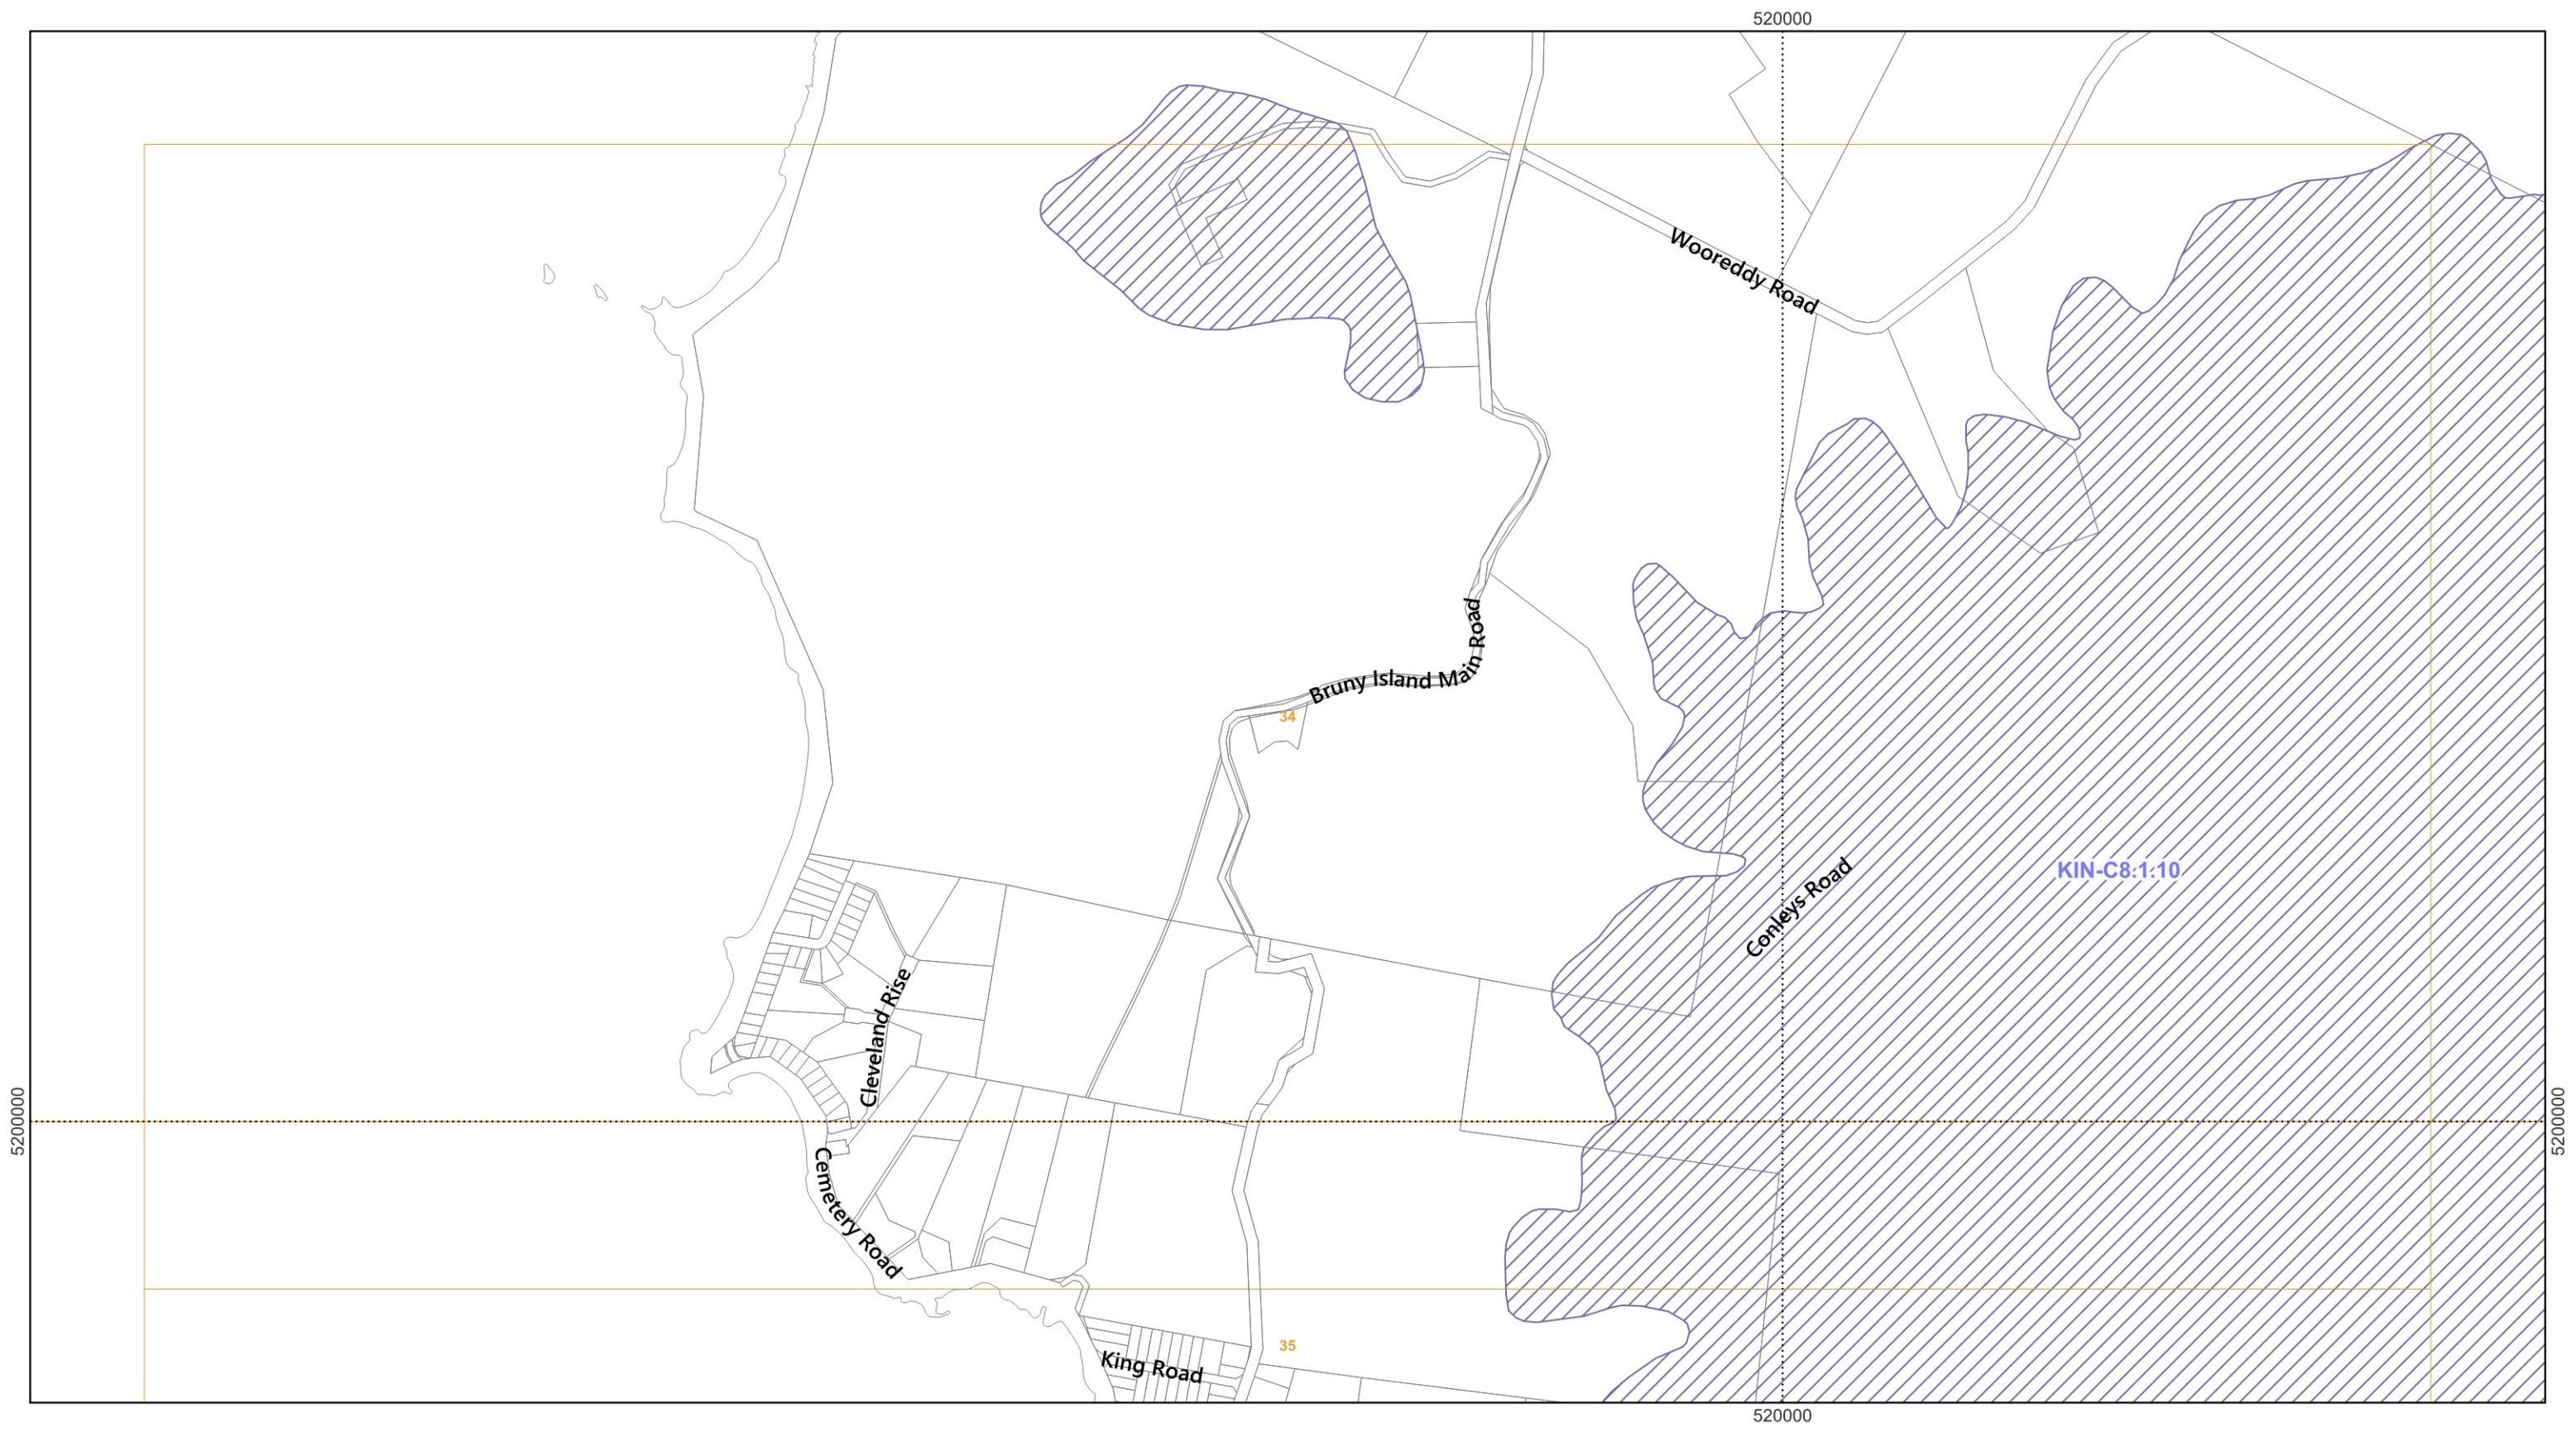 520000
Wooreddy Road
Bruny Island Main Road
34
KIN-C8.1.10
Conleys Road
Cleveland Rise
5200000
5200000
Cemetery Road
35
King Road
520000